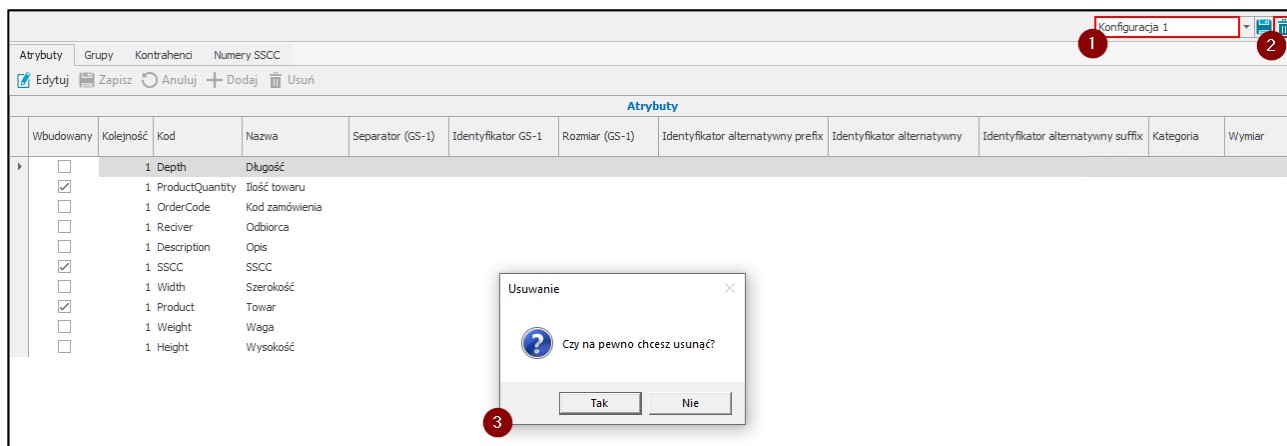 Konfiguracja 1
1
2
Atrybuty Grupy Kontrahenci Numery SSCC
Edytuj Zapisz Anuluj Dodaj Usuń
Atrybuty
Wbudowany Kolejność Kod Nazwa Separator (GS-1) Identyfikator GS-1 Rozmiar (GS-1) Identyfikator alternatywny prefix Identyfikator alternatywny Identyfikator alternatywny suffix Kategoria Wymiar
1 Depth Długość
1 ProductQuantity Ilość towaru
1 OrderCode Kod zamówienia
1 Reciver Odbiorca
1 Description Opis
1 SSCC SSCC
1 Width Szerokość
1 Product Towar
1 Weight Waga
1 Height Wysokość
Usuwanie
Czy na pewno chcesz usunąć?
Tak Nie
3